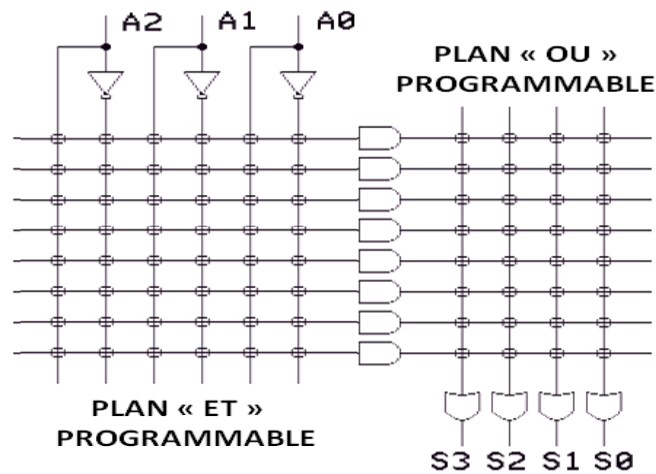 A2 A1 A0
PLAN « OU »
PROGRAMMABLE
PLAN « ET »
PROGRAMMABLE
S3 S2 S1 S0